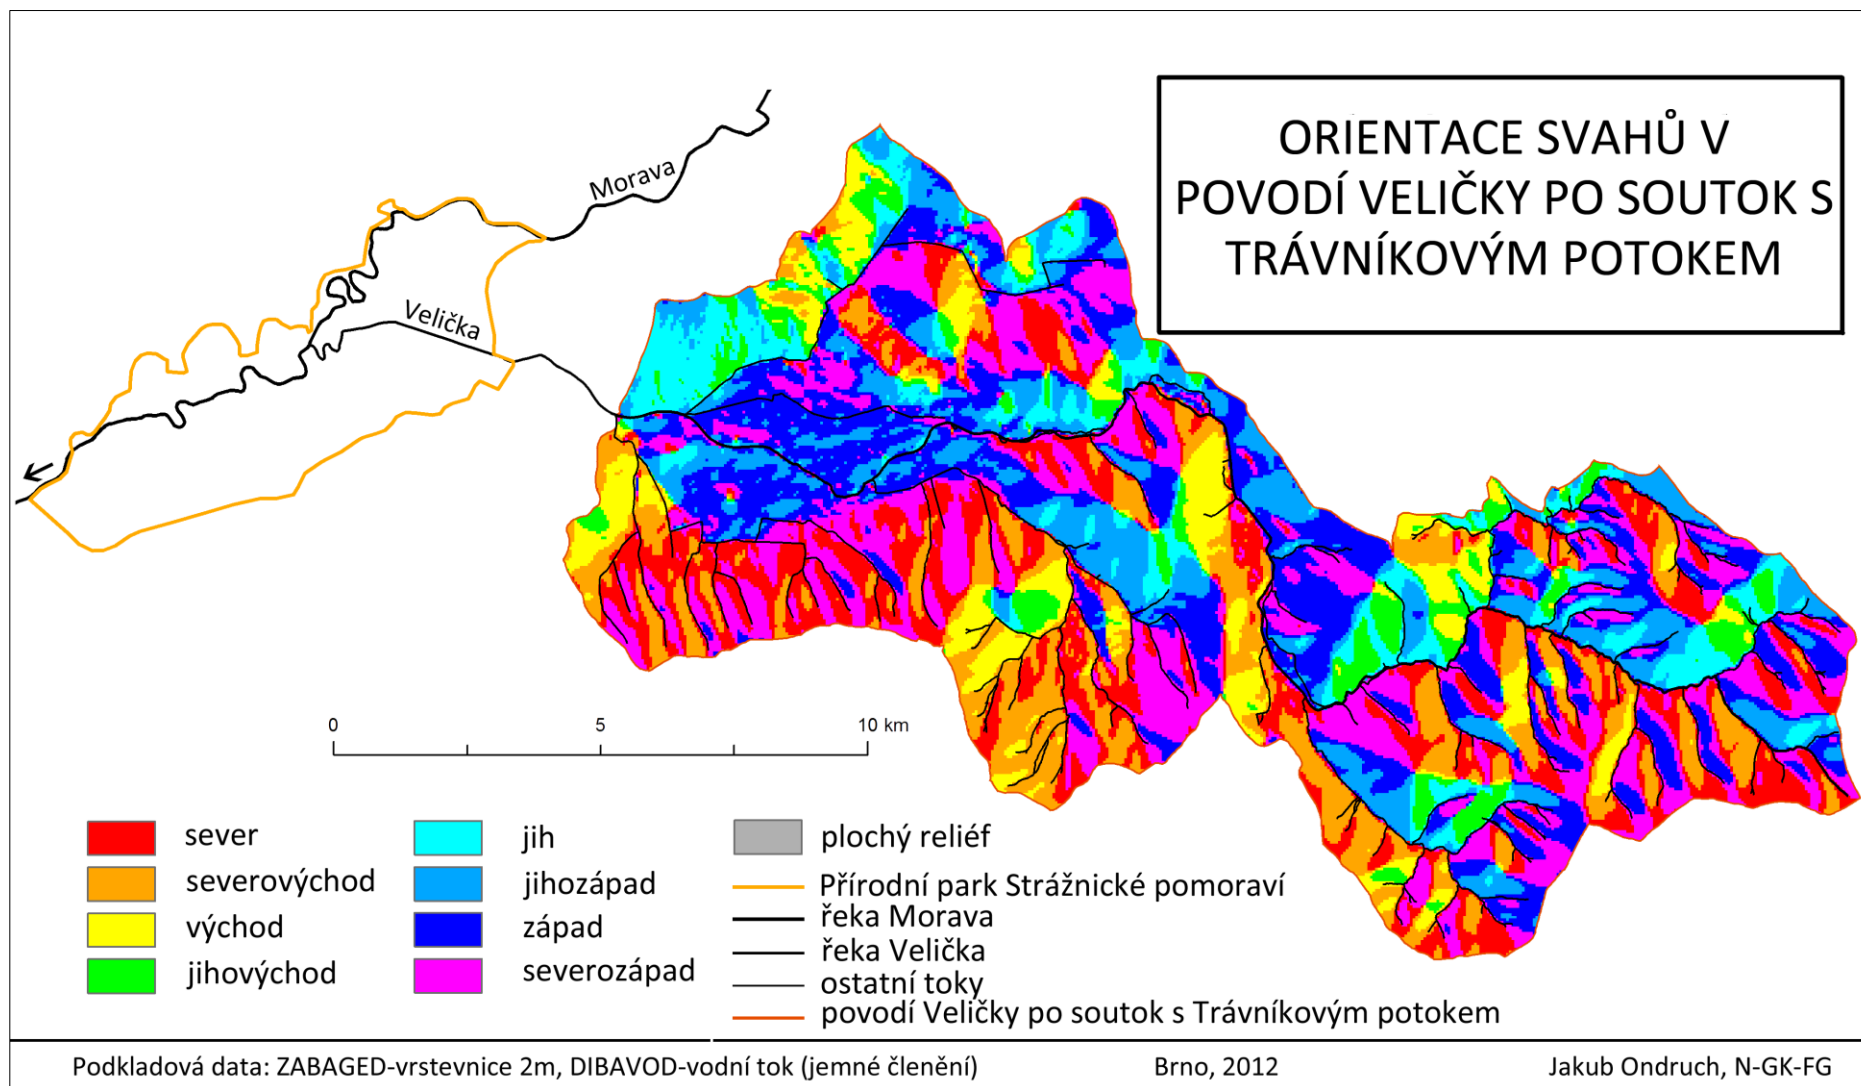 ORIENTACE SVAHŮ V
POVODÍ VELIČKY PO SOUTOK S
TRÁVNÍKOVÝM POTOKEM
Morava
Velička
0 5 10 km
sever
severovýchod
východ
jihovýchod
jih
jihozápad
západ
severozápad
plochý reliéf
Přírodní park Strážnické pomoraví
řeka Morava
řeka Velička
ostatní toky
povodí Veličky po soutok s Trávníkovým potokem
Podkladová data: ZABAGED-vrstevnice 2m, DIBAVOD-vodní tok (jemné členění) Brno, 2012 Jakub Ondruch, N-GK-FG